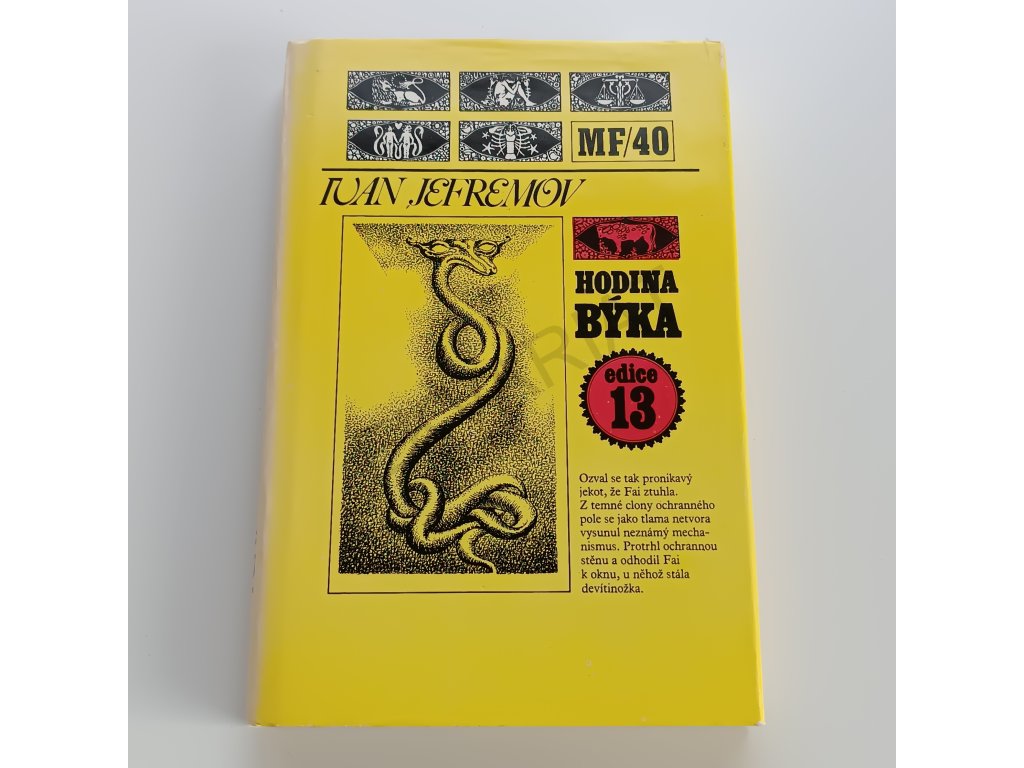 MF/40
IVAN JEFREMOV
HODINA
BÝKA
edice
13
Ozval se tak pronikavý
jekot, že Fai ztuhla.
Z temné clony ochranného
pole se jako tlama netvora
vysunul neznámý mecha-
nismus. Protrhl ochrannou
stěnu a odhodil Fai
k oknu, u něhož stála
devítinožka.